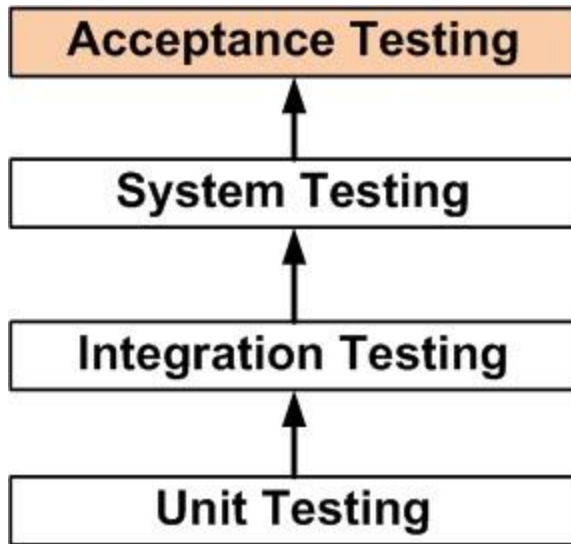 Acceptance Testing
System Testing
Integration Testing
Unit Testing